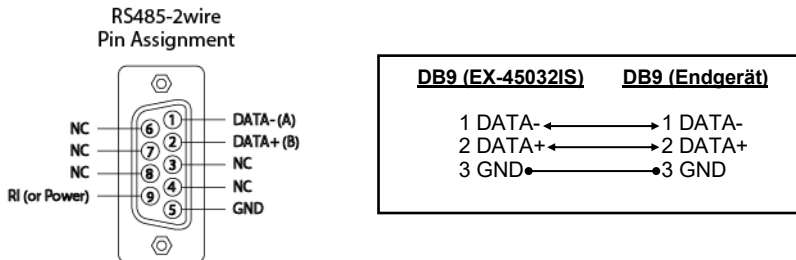 RS485-2wire
Pin Assignment
1 DATA-(A)
2 DATA+(B)
3 NC
4 NC
5 GND
NC 6
NC 7
NC 8
RI (or Power) 9
DB9 (EX-45032IS) DB9 (Endgerät)
1 DATA- 1 DATA-
2 DATA+ 2 DATA+
3 GND 3 GND